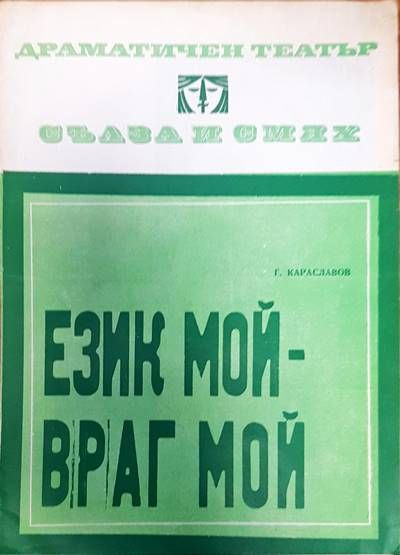 ДРАМАТИЧЕН ТЕАТЪР
СЪЛЗА И СМЯХ
Г. КАРАСЛАВОВ
ЕЗИК МОЙ-
ВРАГ МОЙ